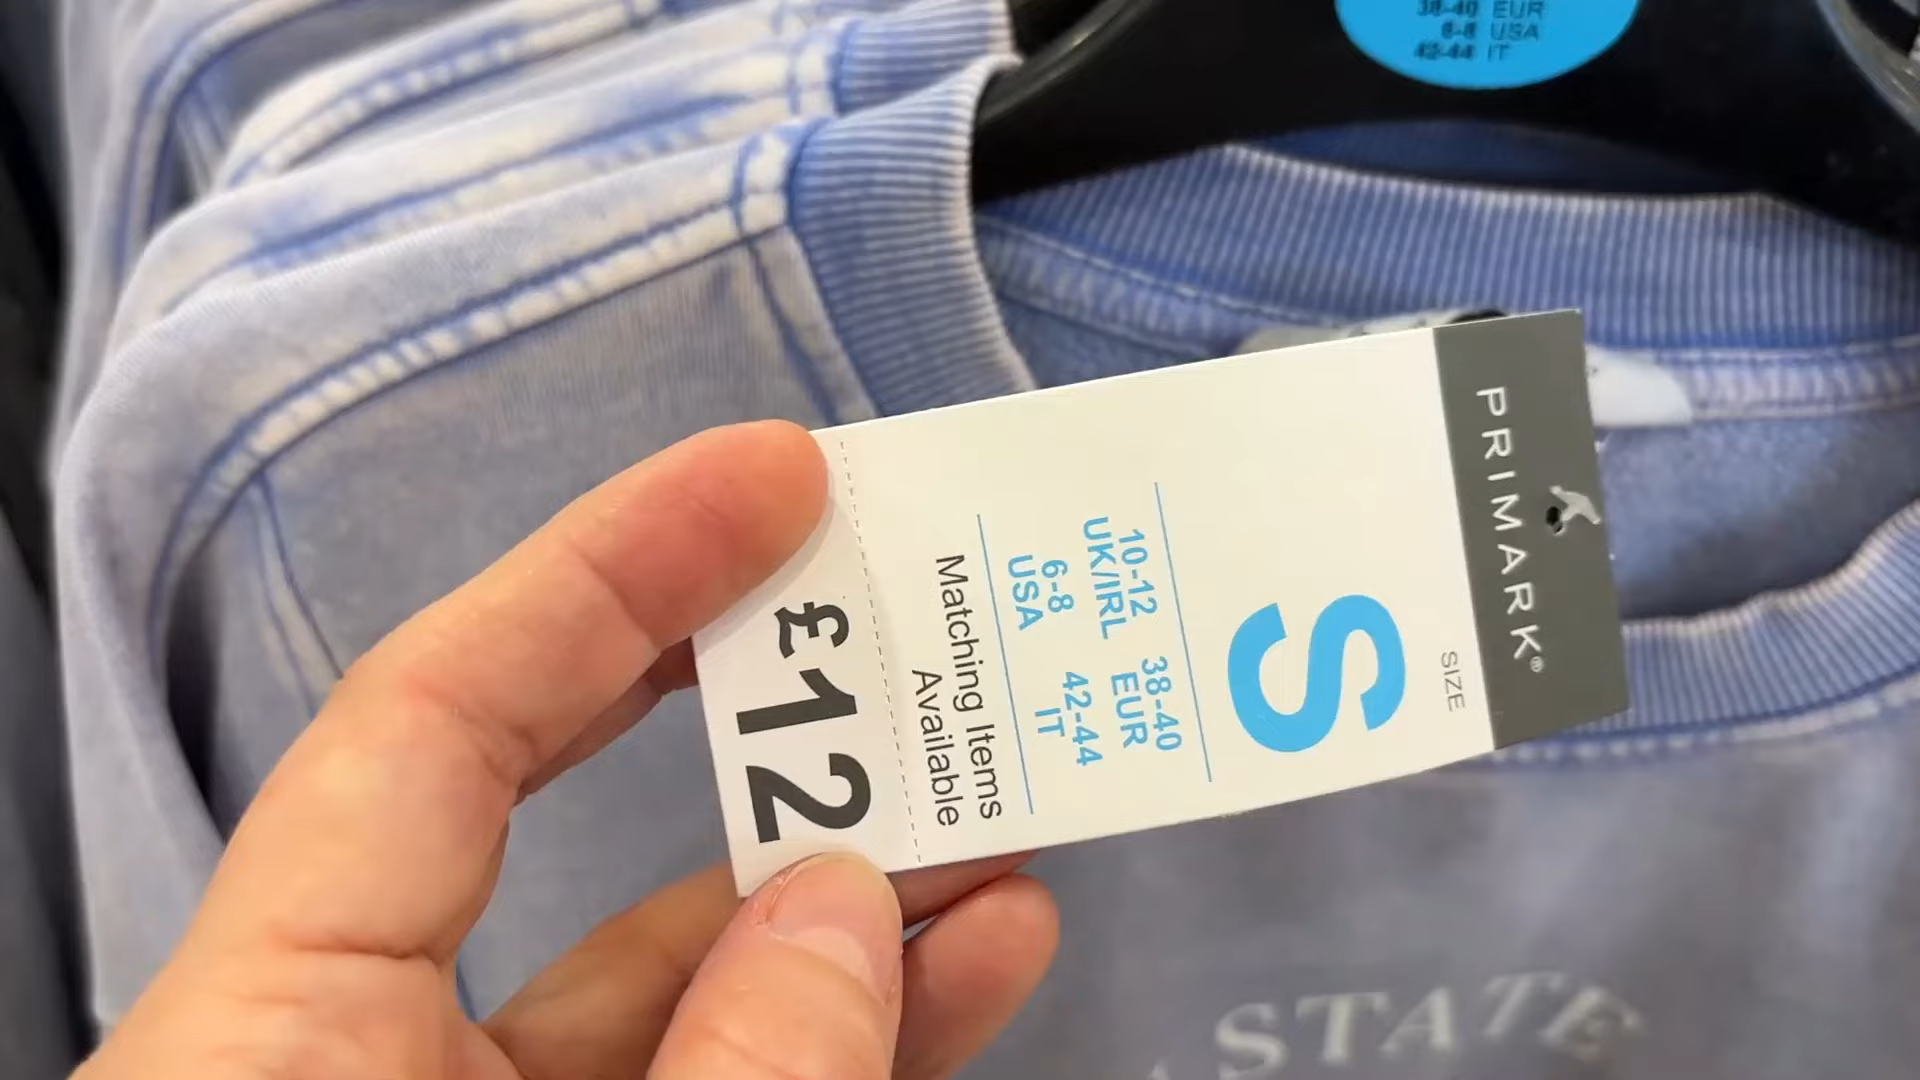 38-40 EUR
6-8 USA
42-44 IT
PRIMARK®
SIZE
S
10-12 38-40
UK/IRL EUR
6-8 42-44
USA IT
Matching Items
Available
£12
STATE